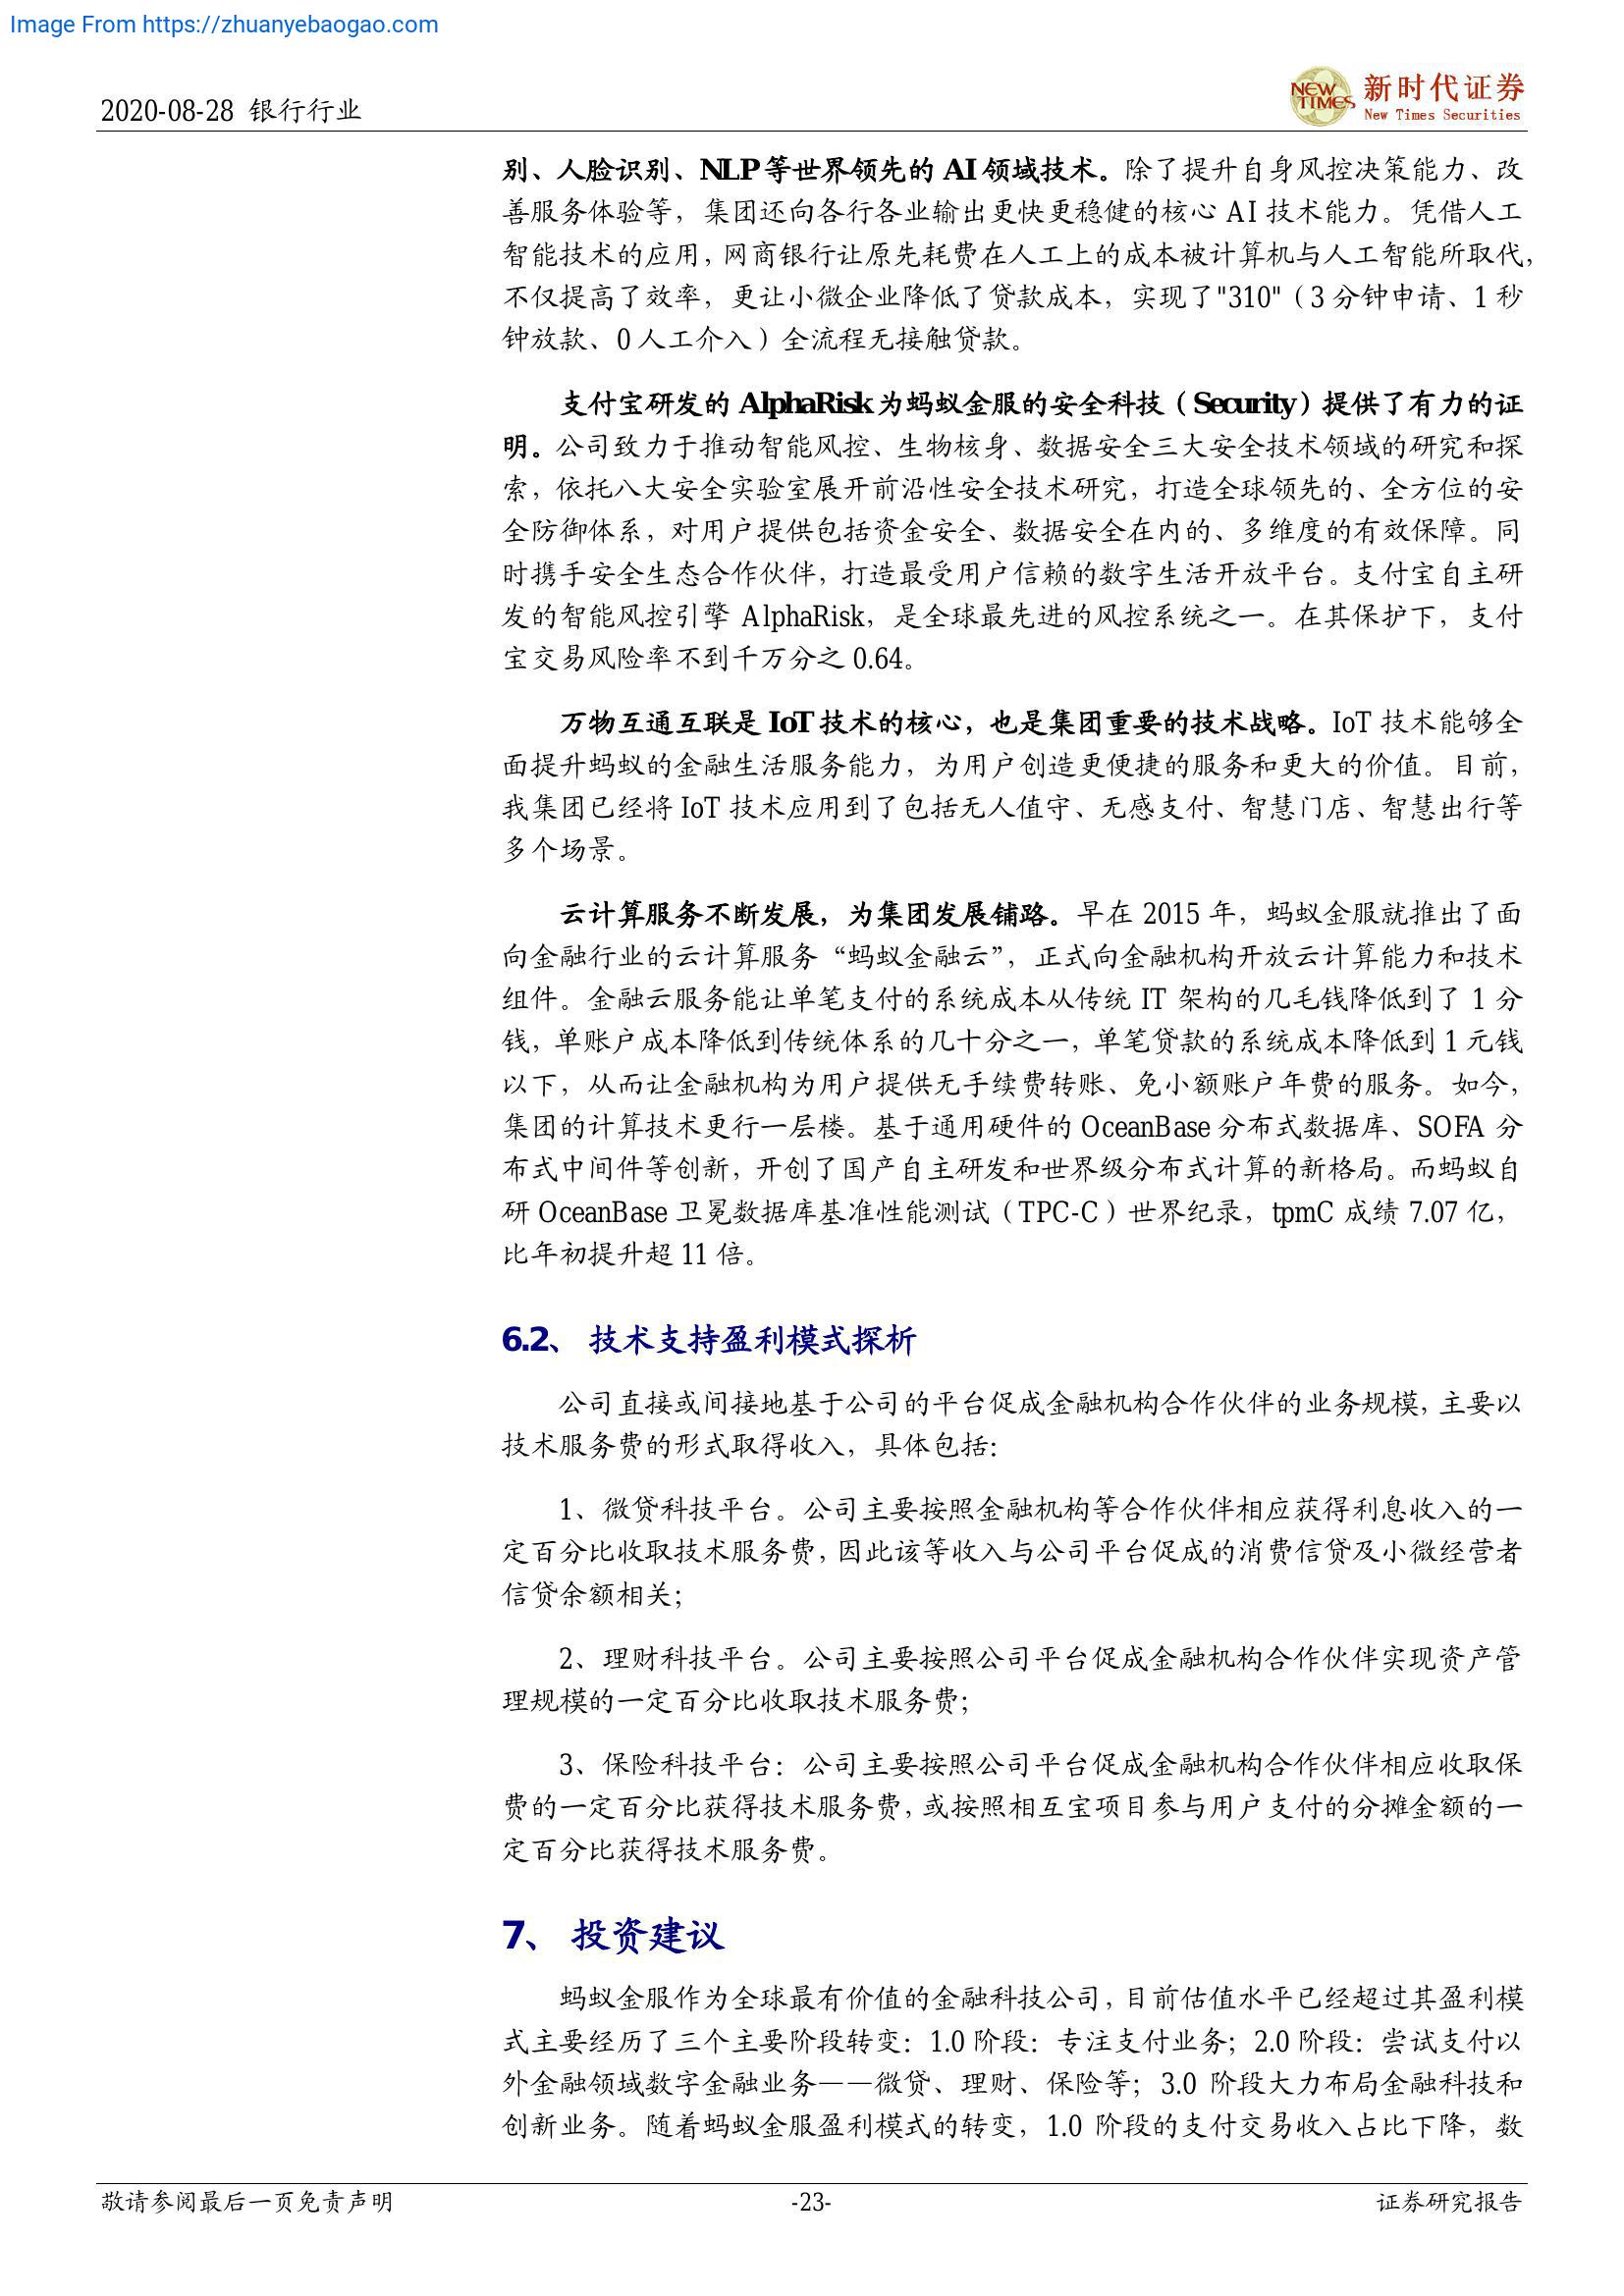 Image From https://zhuanyebaogao.com
2020-08-28 银行行业
NEW TIMES 新时代证券
New Times Securities
别、人脸识别、NLP等世界领先的 AI 领域技术。除了提升自身风控决策能力、改
善服务体验等，集团还向各行各业输出更快更稳健的核心 AI 技术能力。凭借人工
智能技术的应用，网商银行让原先耗费在人工上的成本被计算机与人工智能所取代，
不仅提高了效率，更让小微企业降低了贷款成本，实现了"310"（3 分钟申请、1 秒
钟放款、0 人工介入）全流程无接触贷款。
支付宝研发的 AlphaRisk为蚂蚁金服的安全科技（Security）提供了有力的证
明。公司致力于推动智能风控、生物核身、数据安全三大安全技术领域的研究和探
索，依托八大安全实验室展开前沿性安全技术研究，打造全球领先的、全方位的安
全防御体系，对用户提供包括资金安全、数据安全在内的、多维度的有效保障。同
时携手安全生态合作伙伴，打造最受用户信赖的数字生活开放平台。支付宝自主研
发的智能风控引擎 AlphaRisk，是全球最先进的风控系统之一。在其保护下，支付
宝交易风险率不到千万分之 0.64。
万物互通互联是 IoT 技术的核心，也是集团重要的技术战略。IoT 技术能够全
面提升蚂蚁的金融生活服务能力，为用户创造更便捷的服务和更大的价值。目前，
我集团已经将 IoT 技术应用到了包括无人值守、无感支付、智慧门店、智慧出行等
多个场景。
云计算服务不断发展，为集团发展铺路。早在 2015 年，蚂蚁金服就推出了面
向金融行业的云计算服务“蚂蚁金融云”，正式向金融机构开放云计算能力和技术
组件。金融云服务能让单笔支付的系统成本从传统 IT 架构的几毛钱降低到了 1 分
钱，单账户成本降低到传统体系的几十分之一，单笔贷款的系统成本降低到 1 元钱
以下，从而让金融机构为用户提供无手续费转账、免小额账户年费的服务。如今，
集团的计算技术更行一层楼。基于通用硬件的 OceanBase 分布式数据库、SOFA 分
布式中间件等创新，开创了国产自主研发和世界级分布式计算的新格局。而蚂蚁自
研 OceanBase 卫冕数据库基准性能测试（TPC-C）世界纪录，tpmC 成绩 7.07 亿，
比年初提升超 11 倍。
6.2、 技术支持盈利模式探析
公司直接或间接地基于公司的平台促成金融机构合作伙伴的业务规模，主要以
技术服务费的形式取得收入，具体包括：
1、微贷科技平台。公司主要按照金融机构等合作伙伴相应获得利息收入的一
定百分比收取技术服务费，因此该等收入与公司平台促成的消费信贷及小微经营者
信贷余额相关；
2、理财科技平台。公司主要按照公司平台促成金融机构合作伙伴实现资产管
理规模的一定百分比收取技术服务费；
3、保险科技平台：公司主要按照公司平台促成金融机构合作伙伴相应收取保
费的一定百分比获得技术服务费，或按照相互宝项目参与用户支付的分摊金额的一
定百分比获得技术服务费。
7、 投资建议
蚂蚁金服作为全球最有价值的金融科技公司，目前估值水平已经超过其盈利模
式主要经历了三个主要阶段转变：1.0 阶段：专注支付业务；2.0 阶段：尝试支付以
外金融领域数字金融业务——微贷、理财、保险等；3.0 阶段大力布局金融科技和
创新业务。随着蚂蚁金服盈利模式的转变，1.0 阶段的支付交易收入占比下降，数
敬请参阅最后一页免责声明 -23- 证券研究报告